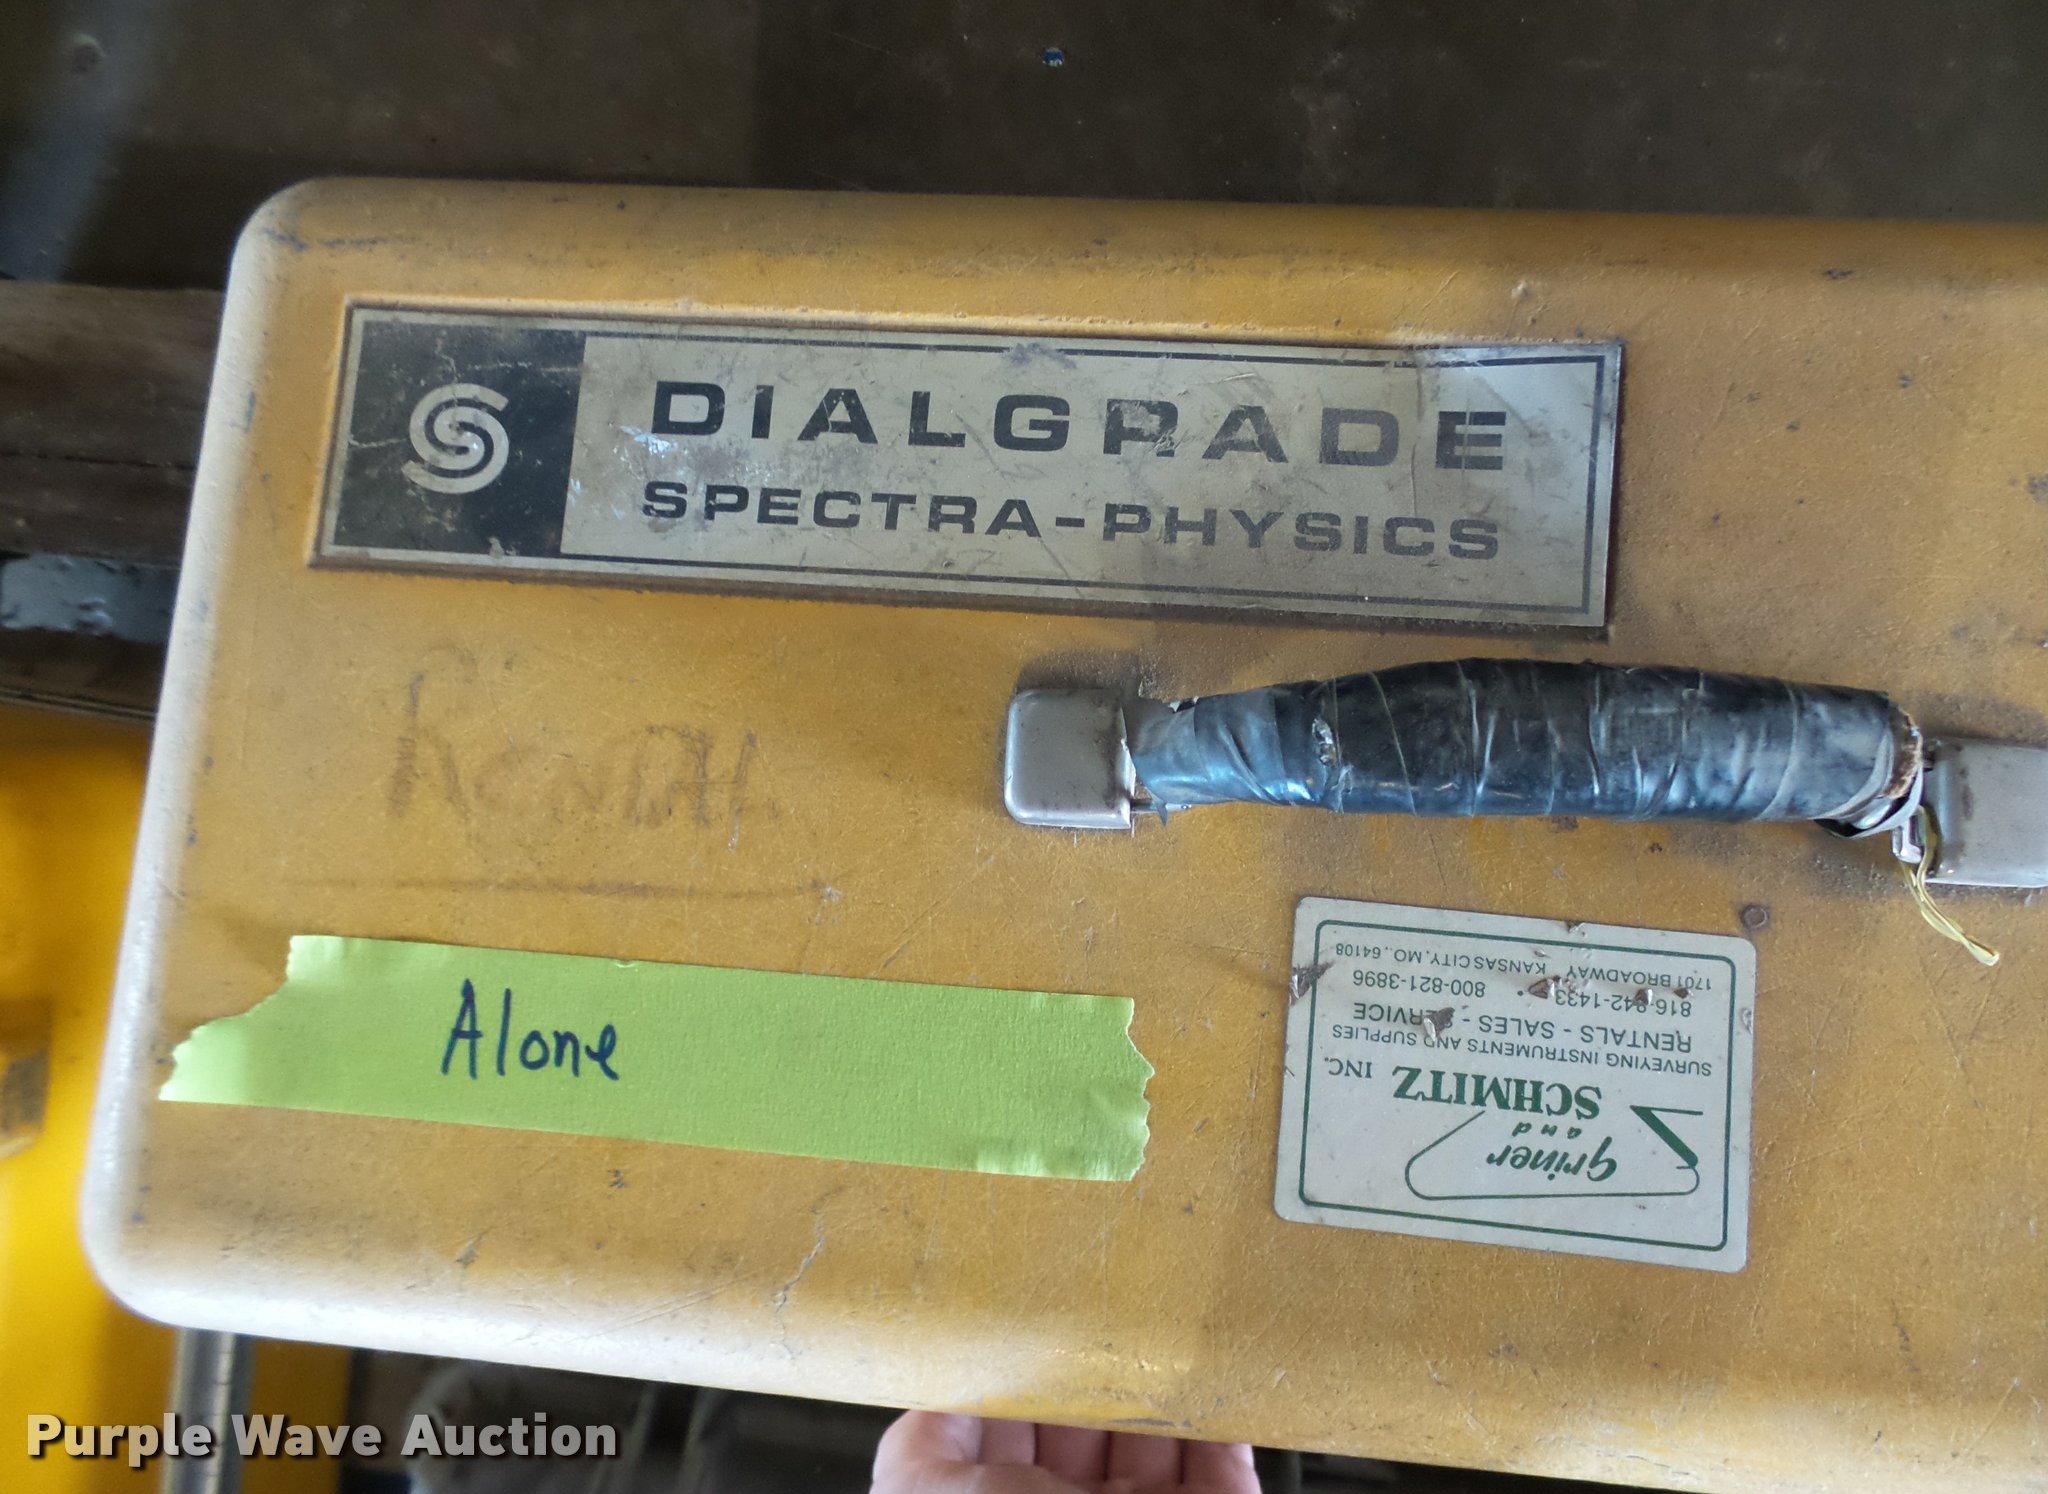 DIALGRADE
SPECTRA-PHYSICS
Alone
griner
and
SCHMITZ INC.
SURVEYING INSTRUMENTS AND SUPPLIES
RENTALS - SALES - SERVICE
816-842-1433 • 800-821-3896
1701 BROADWAY KANSAS CITY, MO. 64108
Purple Wave Auction